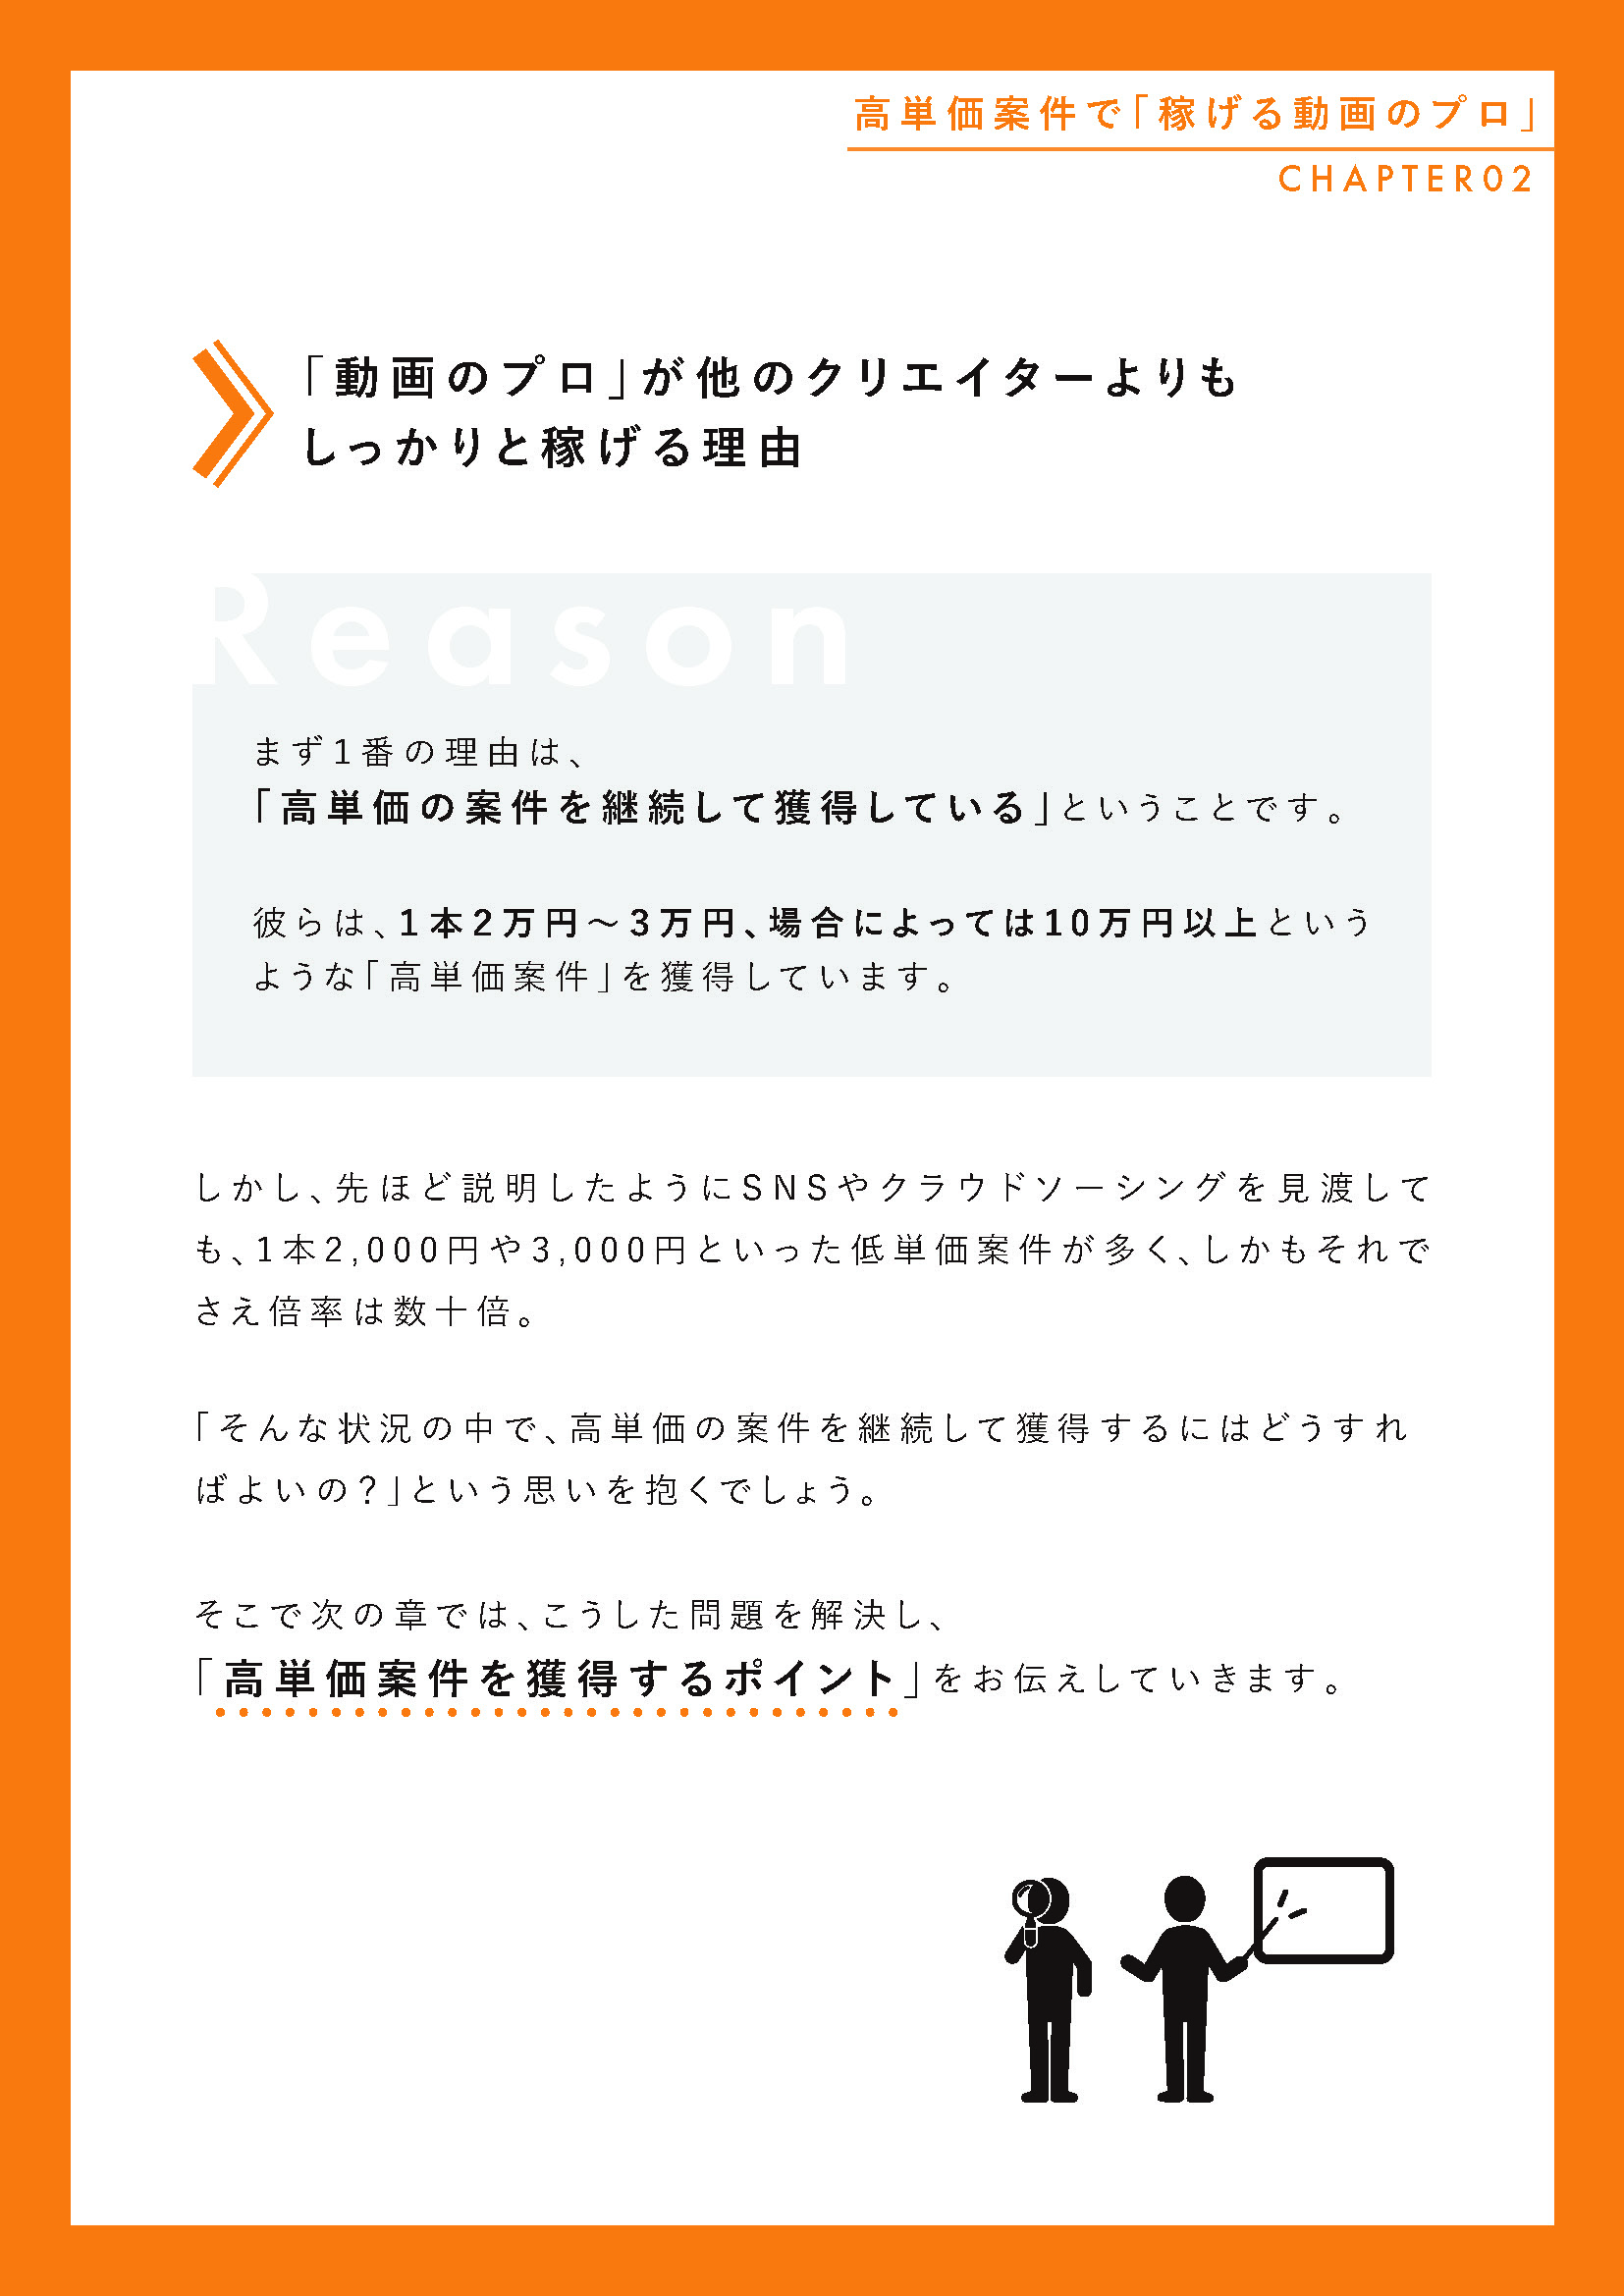 高単価案件で「稼げる動画のプロ」
CHAPTER02
「動画のプロ」が他のクリエイターよりも
しっかりと稼げる理由
Reason
まず1番の理由は、
「高単価の案件を継続して獲得している」ということです。
彼らは、1本2万円〜3万円、場合によっては10万円以上という
ような「高単価案件」を獲得しています。
しかし、先ほど説明したようにSNSやクラウドソーシングを見渡して
も、1本2,000円や3,000円といった低単価案件が多く、しかもそれで
さえ倍率は数十倍。
「そんな状況の中で、高単価の案件を継続して獲得するにはどうすれ
ばよいの？」という思いを抱くでしょう。
そこで次の章では、こうした問題を解決し、
「高単価案件を獲得するポイント」をお伝えしていきます。